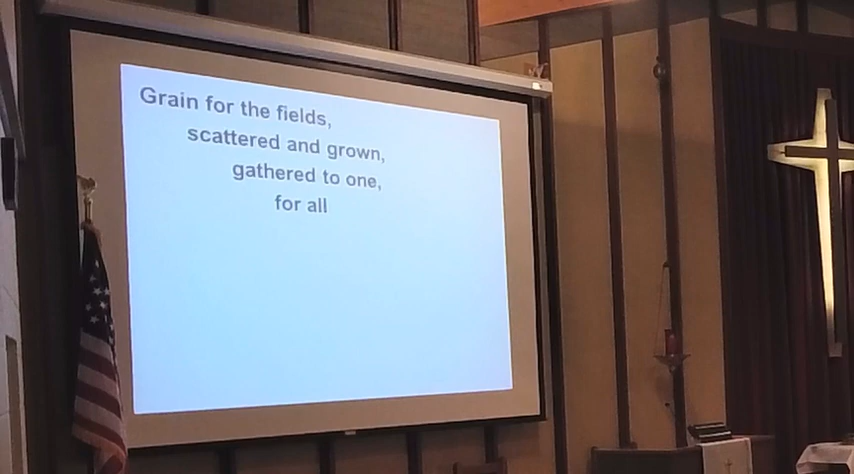 Grain for the fields,
scattered and grown,
gathered to one,
for all